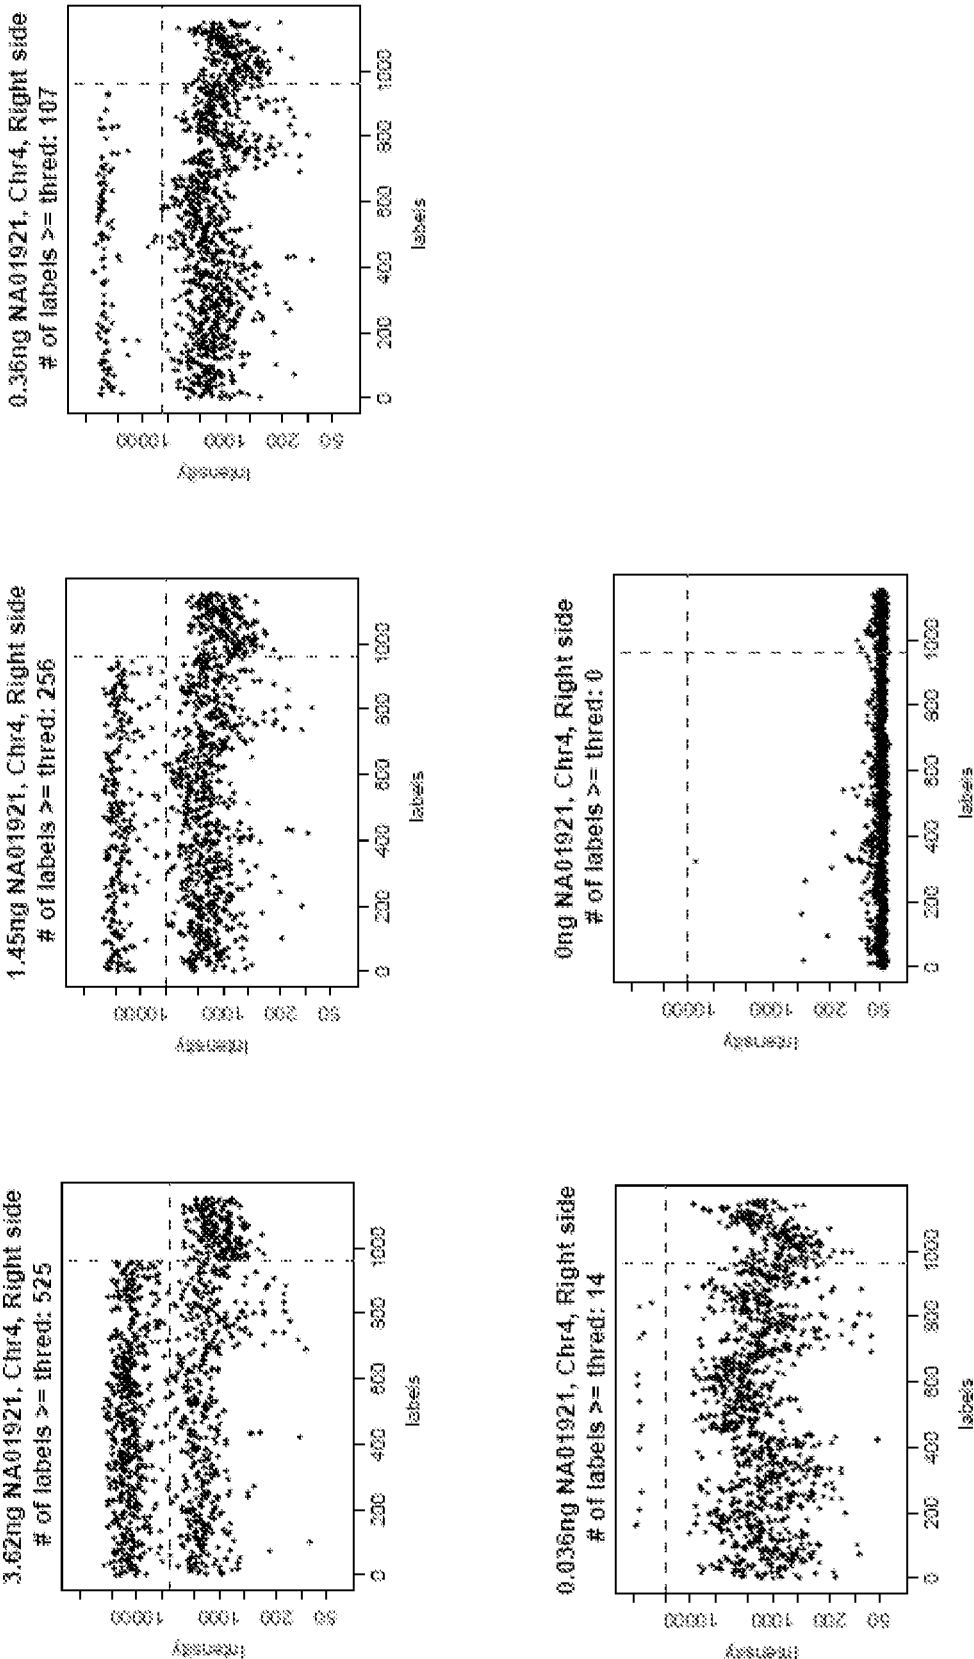 3.62ng NA01921, Chr4, Right side
# of labels >= thred: 525
Intensity
50 200 1000
0 200 400 600 800 1000
labels
1.45ng NA01921, Chr4, Right side
# of labels >= thred: 256
Intensity
50 200 1000
0 200 400 600 800 1000
labels
0.36ng NA01921, Chr4, Right side
# of labels >= thred: 107
Intensity
50 200 1000
0 200 400 600 800 1000
labels
0.036ng NA01921, Chr4, Right side
# of labels >= thred: 14
Intensity
50 200 1000
0 200 400 600 800 1000
labels
0ng NA01921, Chr4, Right side
# of labels >= thred: 0
Intensity
50 200 1000
0 200 400 600 800 1000
labels